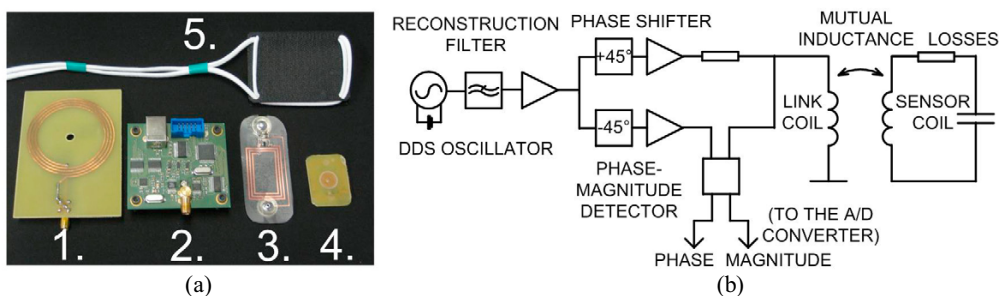 5.
1.
2.
3.
4.
(a)
RECONSTRUCTION
FILTER
PHASE SHIFTER
+45°
-45°
DDS OSCILLATOR
PHASE-
MAGNITUDE
DETECTOR
MUTUAL
INDUCTANCE
LOSSES
LINK
COIL
SENSOR
COIL
(TO THE A/D
CONVERTER)
PHASE
MAGNITUDE
(b)